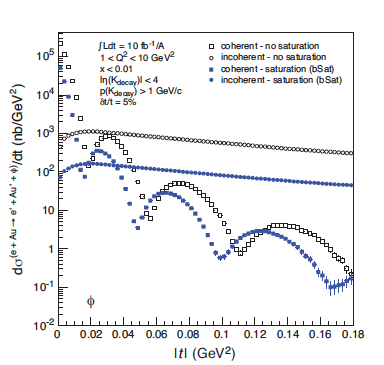 ∫Ldt = 10 fb⁻¹/A
1 < Q² < 10 GeV²
x < 0.01
|η(K_decay)| < 4
p(K_decay) > 1 GeV/c
δt/t = 5%
coherent - no saturation
incoherent - no saturation
coherent - saturation (bSat)
incoherent - saturation (bSat)
dσ^(e + Au → e' + Au' + φ)/dt (nb/GeV²)
10⁵
10⁴
10³
10²
10
1
10⁻¹
10⁻²
φ
0 0.02 0.04 0.06 0.08 0.1 0.12 0.14 0.16 0.18
|t| (GeV²)